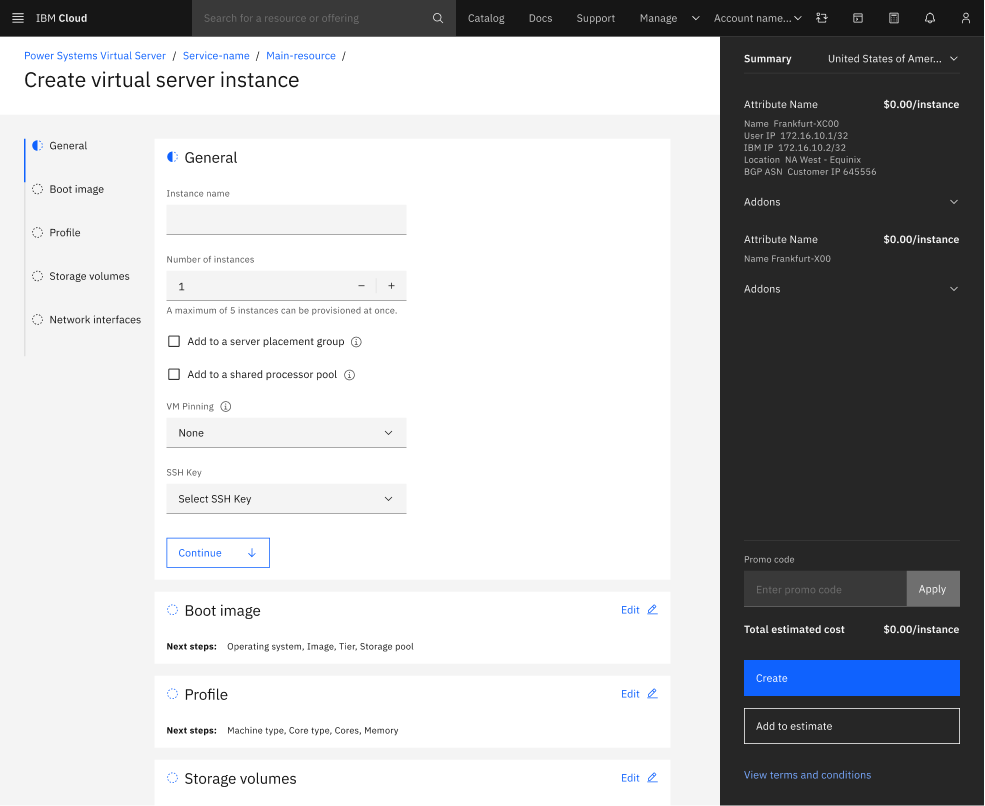 IBM Cloud
Search for a resource or offering
Catalog
Docs
Support
Manage
Account name...
Power Systems Virtual Server / Service-name / Main-resource /
Create virtual server instance
General
Boot image
Profile
Storage volumes
Network interfaces
General
Instance name
Number of instances
1
A maximum of 5 instances can be provisioned at once.
Add to a server placement group
Add to a shared processor pool
VM Pinning
None
SSH Key
Select SSH Key
Continue
Boot image
Edit
Next steps: Operating system, Image, Tier, Storage pool
Profile
Edit
Next steps: Machine type, Core type, Cores, Memory
Storage volumes
Edit
Summary
United States of Amer...
Attribute Name $0.00/instance
Name Frankfurt-XC00
User IP 172.16.10.1/32
IBM IP 172.16.10.2/32
Location NA West - Equinix
BGP ASN Customer IP 645556
Addons
Attribute Name $0.00/instance
Name Frankfurt-X00
Addons
Promo code
Enter promo code
Apply
Total estimated cost $0.00/instance
Create
Add to estimate
View terms and conditions